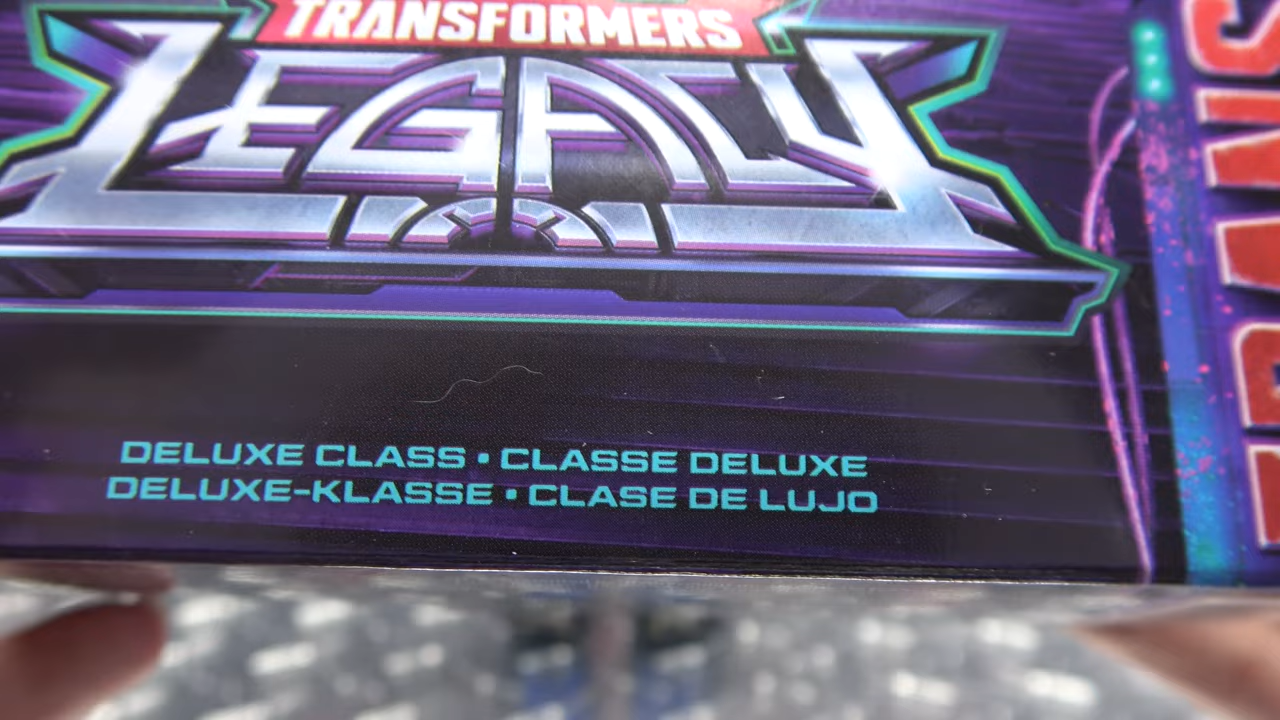 TRANSFORMERS
LEGACY
DELUXE CLASS • CLASSE DELUXE
DELUXE-KLASSE • CLASE DE LUJO